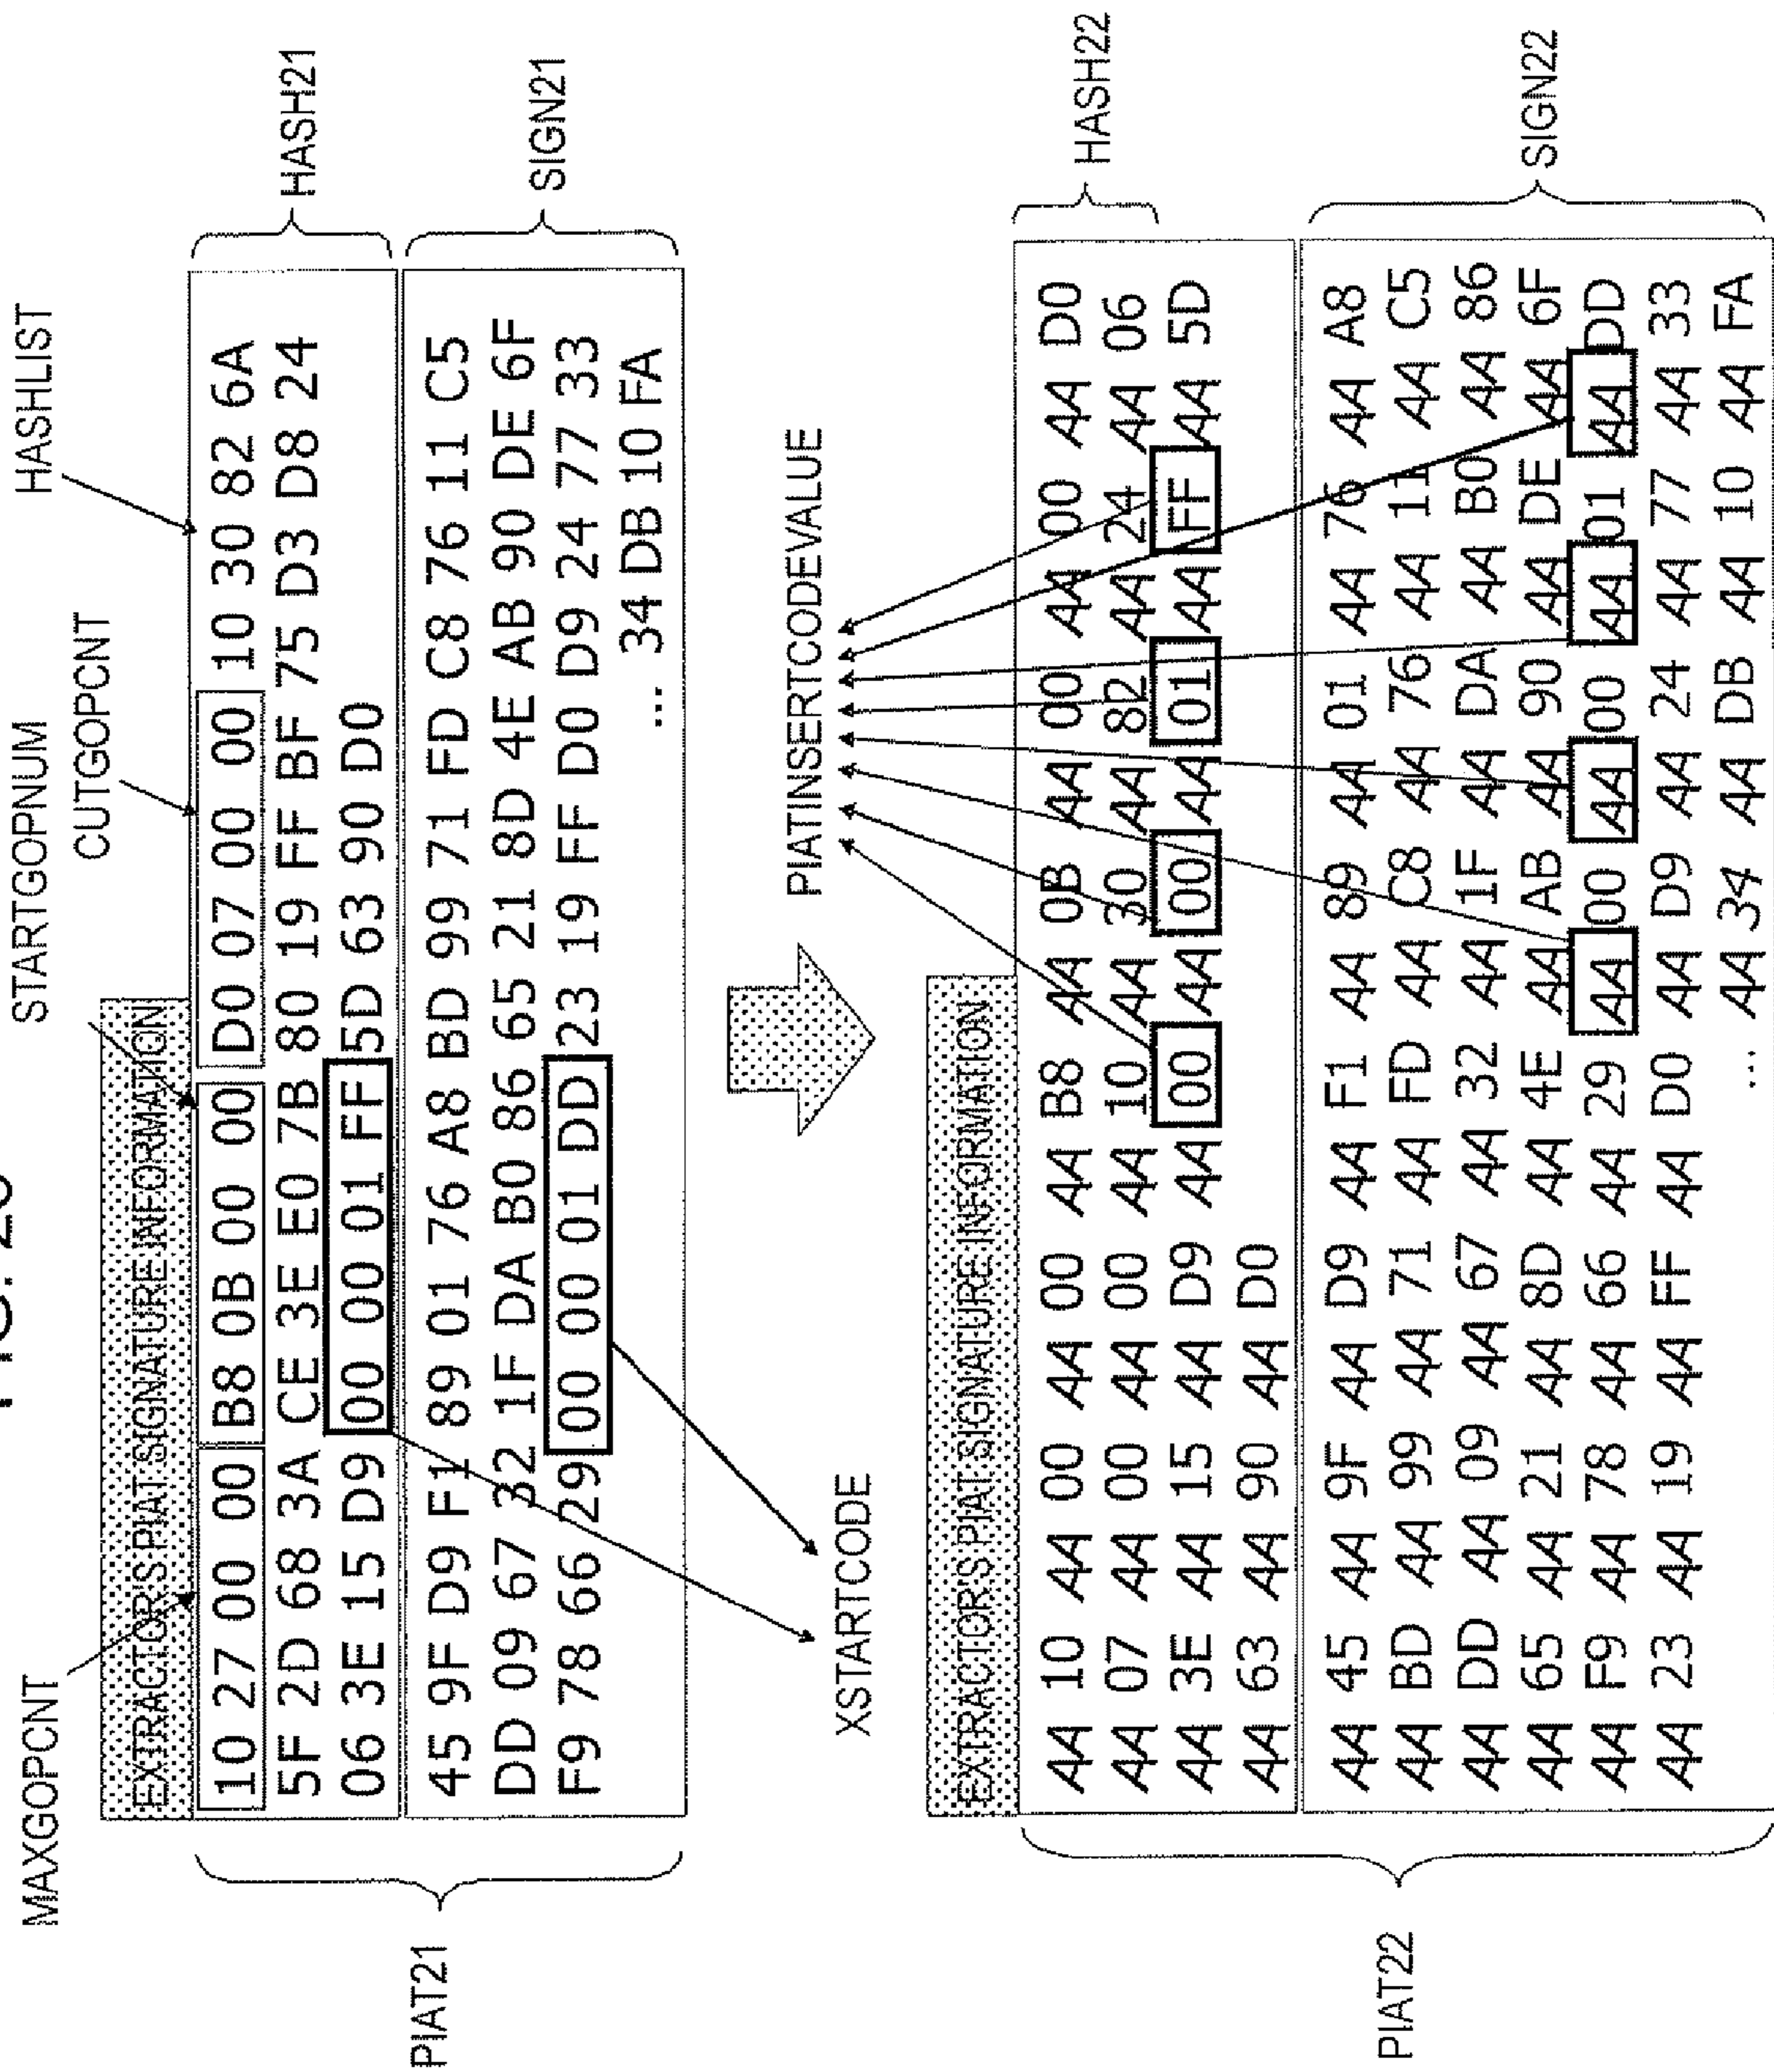 MAXGOPCNT
STARTGOPNUM
CUTGOPCNT
HASHLIST
EXTRACTOR'S PIAT SIGNATURE INFORMATION
10 27 00 00 B8 0B 00 00 D0 07 00 00 10 30 82 6A
5F 2D 68 3A CE 3E E0 7B 80 19 FF BF 75 D3 D8 24
06 3E 15 D9 00 00 01 FF 5D 63 90 D0
HASH21
45 9F D9 F1 89 01 76 A8 BD 99 71 FD C8 76 11 C5
DD 09 67 32 1F DA B0 86 65 21 8D 4E AB 90 DE 6F
F9 78 66 29 00 00 01 DD 23 19 FF D0 D9 24 77 33
... 34 DB 10 FA
SIGN21
PIAT21
XSTARTCODE
PIATINSERTCODEVALUE
EXTRACTOR'S PIAT SIGNATURE INFORMATION
AA 10 AA 00 AA 00 AA B8 AA 0B AA 00 AA 00 AA D0
AA 07 AA 00 AA 00 AA 10 AA 30 AA 82 AA 24 AA 06
AA 3E AA 15 AA D9 AA 00 AA 00 AA 01 AA FF AA 5D
AA 63 AA 90 AA D0
HASH22
AA 45 AA 9F AA D9 AA F1 AA 89 AA 01 AA 76 AA A8
AA BD AA 99 AA 71 AA FD AA C8 AA 76 AA 11 AA C5
AA DD AA 09 AA 67 AA 32 AA 1F AA DA AA B0 AA 86
AA 65 AA 21 AA 8D AA 4E AA AB AA 90 AA DE AA 6F
AA F9 AA 78 AA 66 AA 29 AA 00 AA 00 AA 01 AA DD
AA 23 AA 19 AA FF AA D0 AA D9 AA 24 AA 77 AA 33
... AA 34 AA DB AA 10 AA FA
SIGN22
PIAT22